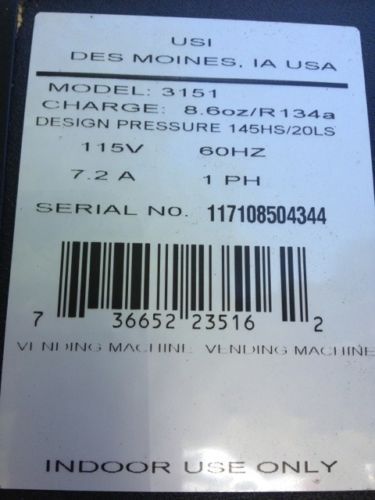 USI
DES MOINES, IA USA
MODEL: 3151
CHARGE: 8.6oz/R134a
DESIGN PRESSURE 145HS/20LS
115V 60HZ
7.2 A 1 PH
SERIAL No. 117108504344
7 36652 23516 2
VENDING MACHINE VENDING MACHINE
INDOOR USE ONLY